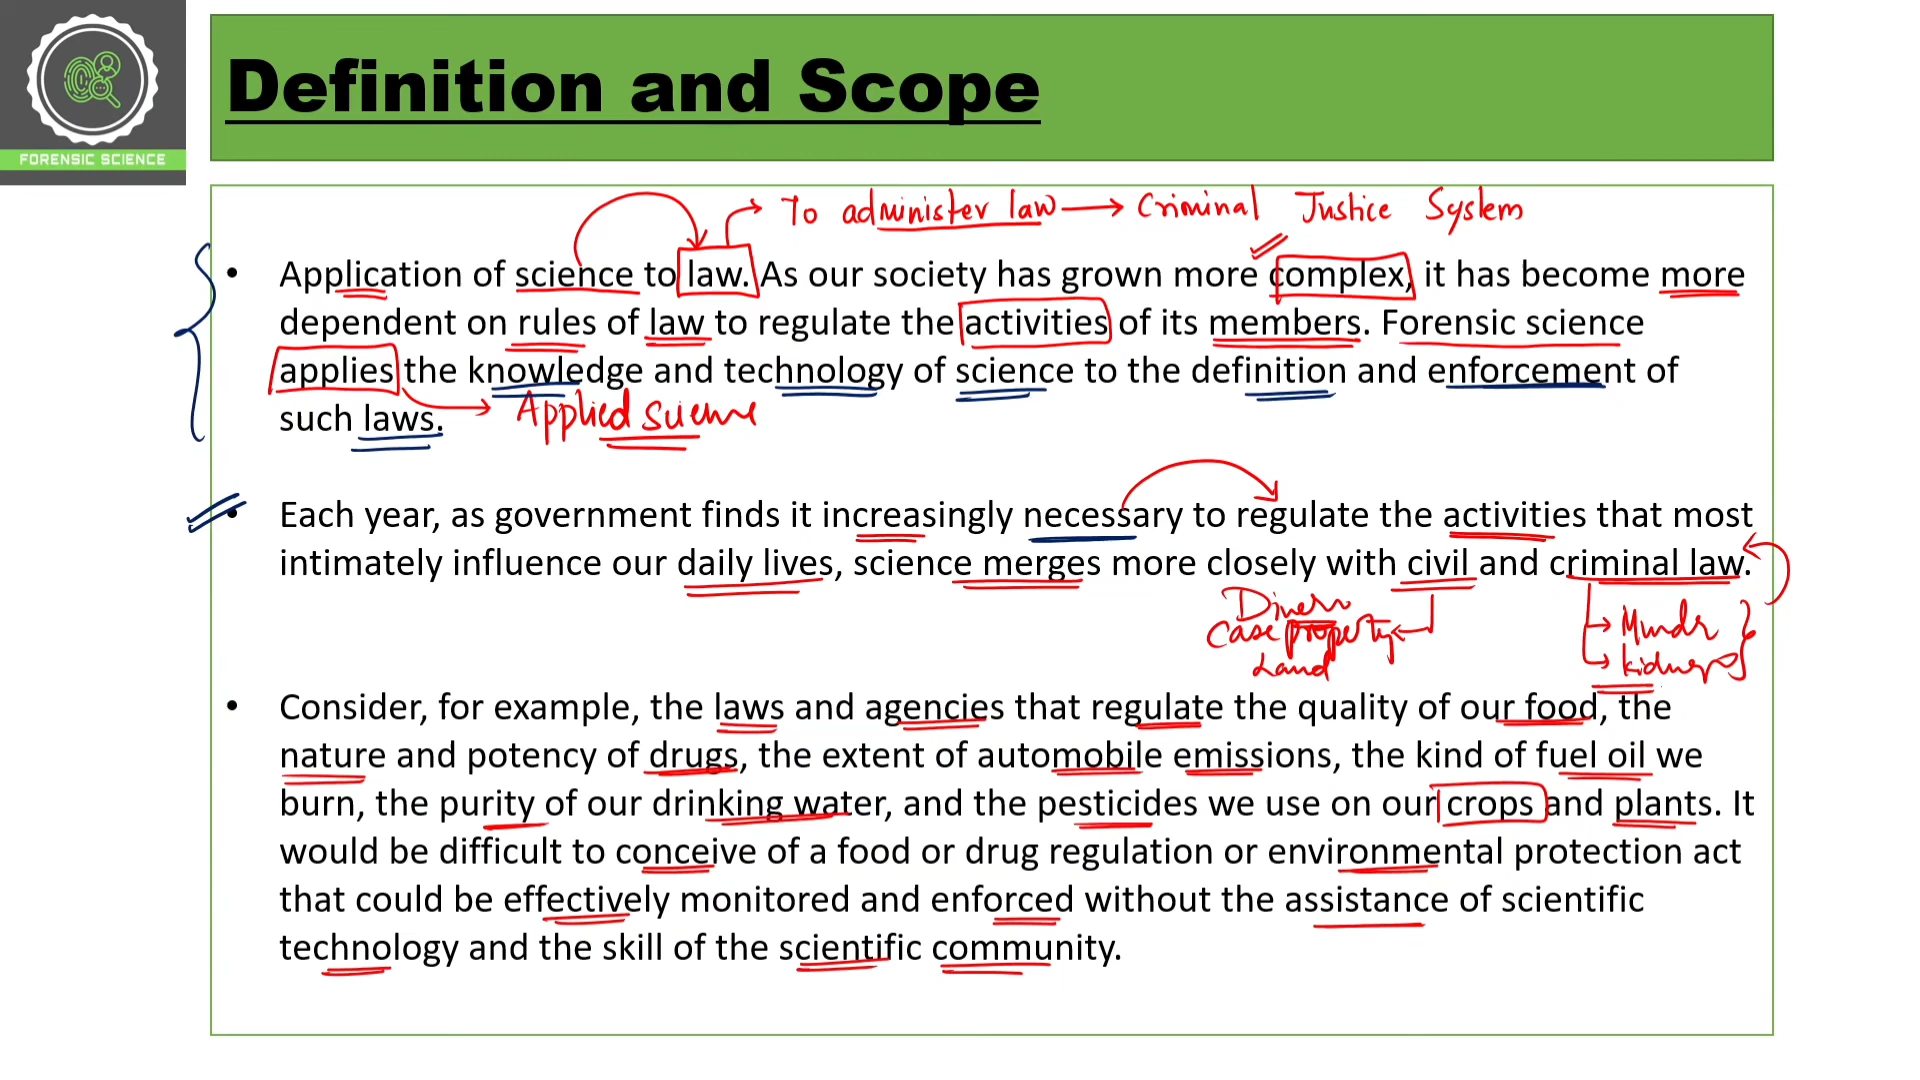 FORENSIC SCIENCE
Definition and Scope
To administer law → Criminal Justice System
• Application of science to law. As our society has grown more complex, it has become more
dependent on rules of law to regulate the activities of its members. Forensic science
applies the knowledge and technology of science to the definition and enforcement of
such laws.
Applied science
• Each year, as government finds it increasingly necessary to regulate the activities that most
intimately influence our daily lives, science merges more closely with civil and criminal law.
Case property
Land
• Consider, for example, the laws and agencies that regulate the quality of our food, the
nature and potency of drugs, the extent of automobile emissions, the kind of fuel oil we
burn, the purity of our drinking water, and the pesticides we use on our crops and plants. It
would be difficult to conceive of a food or drug regulation or environmental protection act
that could be effectively monitored and enforced without the assistance of scientific
technology and the skill of the scientific community.